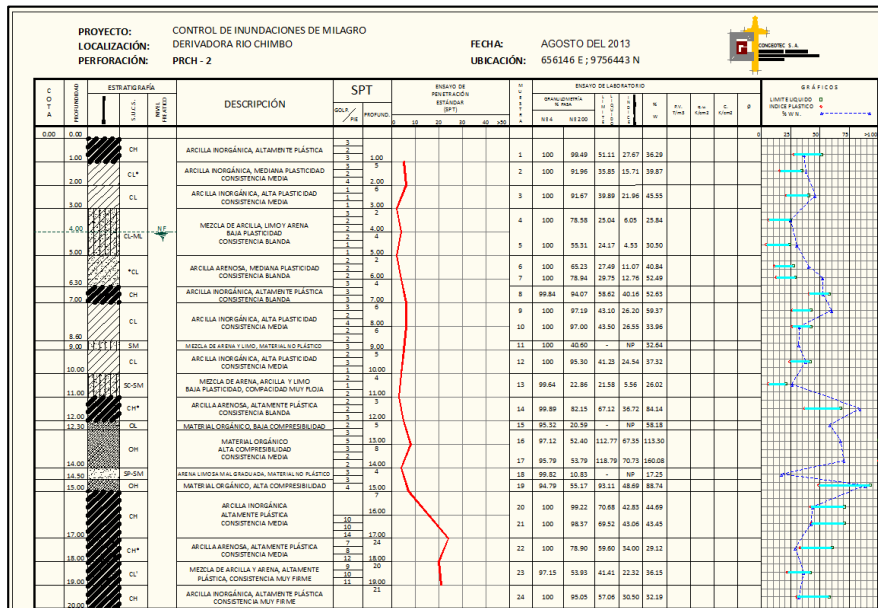 PROYECTO: CONTROL DE INUNDACIONES DE MILAGRO
LOCALIZACIÓN: DERIVADORA RIO CHIMBO
PERFORACIÓN: PRCH - 2
FECHA: AGOSTO DEL 2013
UBICACIÓN: 656146 E ; 9756443 N
CONGEOTEC S. A.
COTA PROFUNDIDAD ESTRATIGRAFÍA S.U.C.S. NIVEL FREATICO DESCRIPCIÓN SPT GOLP. / PIE PROFUND.
ENSAYO DE PENETRACIÓN ESTÁNDAR (SPT)
0 10 20 30 40 >50
MUESTRA ENSAYO DE LABORATORIO
GRANULOMETRÍA % PASA Nº 4 Nº 200 LIMITE LIQUIDO INDICE % W
GRÁFICOS
LIMITE LIQUIDO
INDICE PLASTICO
% W N.
0 25 50 75 >100
0.00 0.00
CH ARCILLA INORGÁNICA, ALTAMENTE PLÁSTICA 1 100 99.49 51.11 27.67 36.29
1.00 1.00
CL* ARCILLA INORGÁNICA, MEDIANA PLASTICIDAD
CONSISTENCIA MEDIA 2 100 91.96 35.85 15.71 39.87
2.00 2.00
CL ARCILLA INORGÁNICA, ALTA PLASTICIDAD
CONSISTENCIA MEDIA 3 100 91.67 39.89 21.96 45.55
3.00 3.00
4.00 CL-ML NF MEZCLA DE ARCILLA, LIMO Y ARENA
BAJA PLASTICIDAD
CONSISTENCIA BLANDA 4.00
4 100 78.58 25.04 6.05 25.84
5 100 55.31 24.17 4.53 30.50
5.00 5.00
*CL ARCILLA ARENOSA, MEDIANA PLASTICIDAD
CONSISTENCIA BLANDA 6.00
6 100 65.23 27.49 11.07 40.84
7 100 78.94 29.75 12.76 52.49
6.30
CH ARCILLA INORGÁNICA, ALTAMENTE PLÁSTICA
CONSISTENCIA BLANDA 8 99.84 94.07 58.62 40.16 52.63
7.00 7.00
CL ARCILLA INORGÁNICA, ALTA PLASTICIDAD
CONSISTENCIA MEDIA 8.00
9 100 97.19 43.10 26.20 59.37
10 100 97.00 43.50 26.55 33.96
8.60
SM MEZCLA DE ARENA Y LIMO, MATERIAL NO PLÁSTICO 11 100 40.60 - NP 32.64
9.00 9.00
CL ARCILLA INORGÁNICA, ALTA PLASTICIDAD
CONSISTENCIA MEDIA 12 100 95.30 41.23 24.54 37.32
10.00 10.00
SC-SM MEZCLA DE ARENA, ARCILLA Y LIMO
BAJA PLASTICIDAD, COMPACIDAD MUY FLOJA 13 99.64 22.86 21.58 5.56 26.02
11.00 11.00
CH* ARCILLA ARENOSA, ALTAMENTE PLÁSTICA
CONSISTENCIA BLANDA 14 99.89 82.15 67.12 36.72 84.14
12.00 12.00
OL MATERIAL ORGÁNICO, BAJA COMPRESIBILIDAD 15 95.32 20.59 - NP 58.18
12.30
OH MATERIAL ORGÁNICO
ALTA COMPRESIBILIDAD
CONSISTENCIA MEDIA 13.00
16 97.12 52.40 112.77 67.35 113.30
17 95.79 53.79 118.79 70.73 160.08
14.00 14.00
SP-SM ARENA LIMOSA MAL GRADUADA, MATERIAL NO PLÁSTICO 18 99.82 10.83 - NP 17.25
14.50
OH MATERIAL ORGÁNICO, ALTA COMPRESIBILIDAD 19 94.79 55.17 93.11 48.69 88.74
15.00 15.00
CH ARCILLA INORGÁNICA
ALTAMENTE PLÁSTICA
CONSISTENCIA MEDIA 16.00
20 100 99.22 70.68 42.83 44.69
21 100 98.37 69.52 43.06 43.45
17.00 17.00
CH* ARCILLA ARENOSA, ALTAMENTE PLÁSTICA
CONSISTENCIA MEDIA 22 100 78.90 59.60 34.00 29.12
18.00 18.00
CL' MEZCLA DE ARCILLA Y ARENA, ALTAMENTE
PLÁSTICA, CONSISTENCIA MUY FIRME 23 97.15 53.93 41.41 22.32 36.15
19.00 19.00
CH ARCILLA INORGÁNICA, ALTAMENTE PLÁSTICA
CONSISTENCIA MUY FIRME 24 100 95.05 57.06 30.50 32.19
20.00